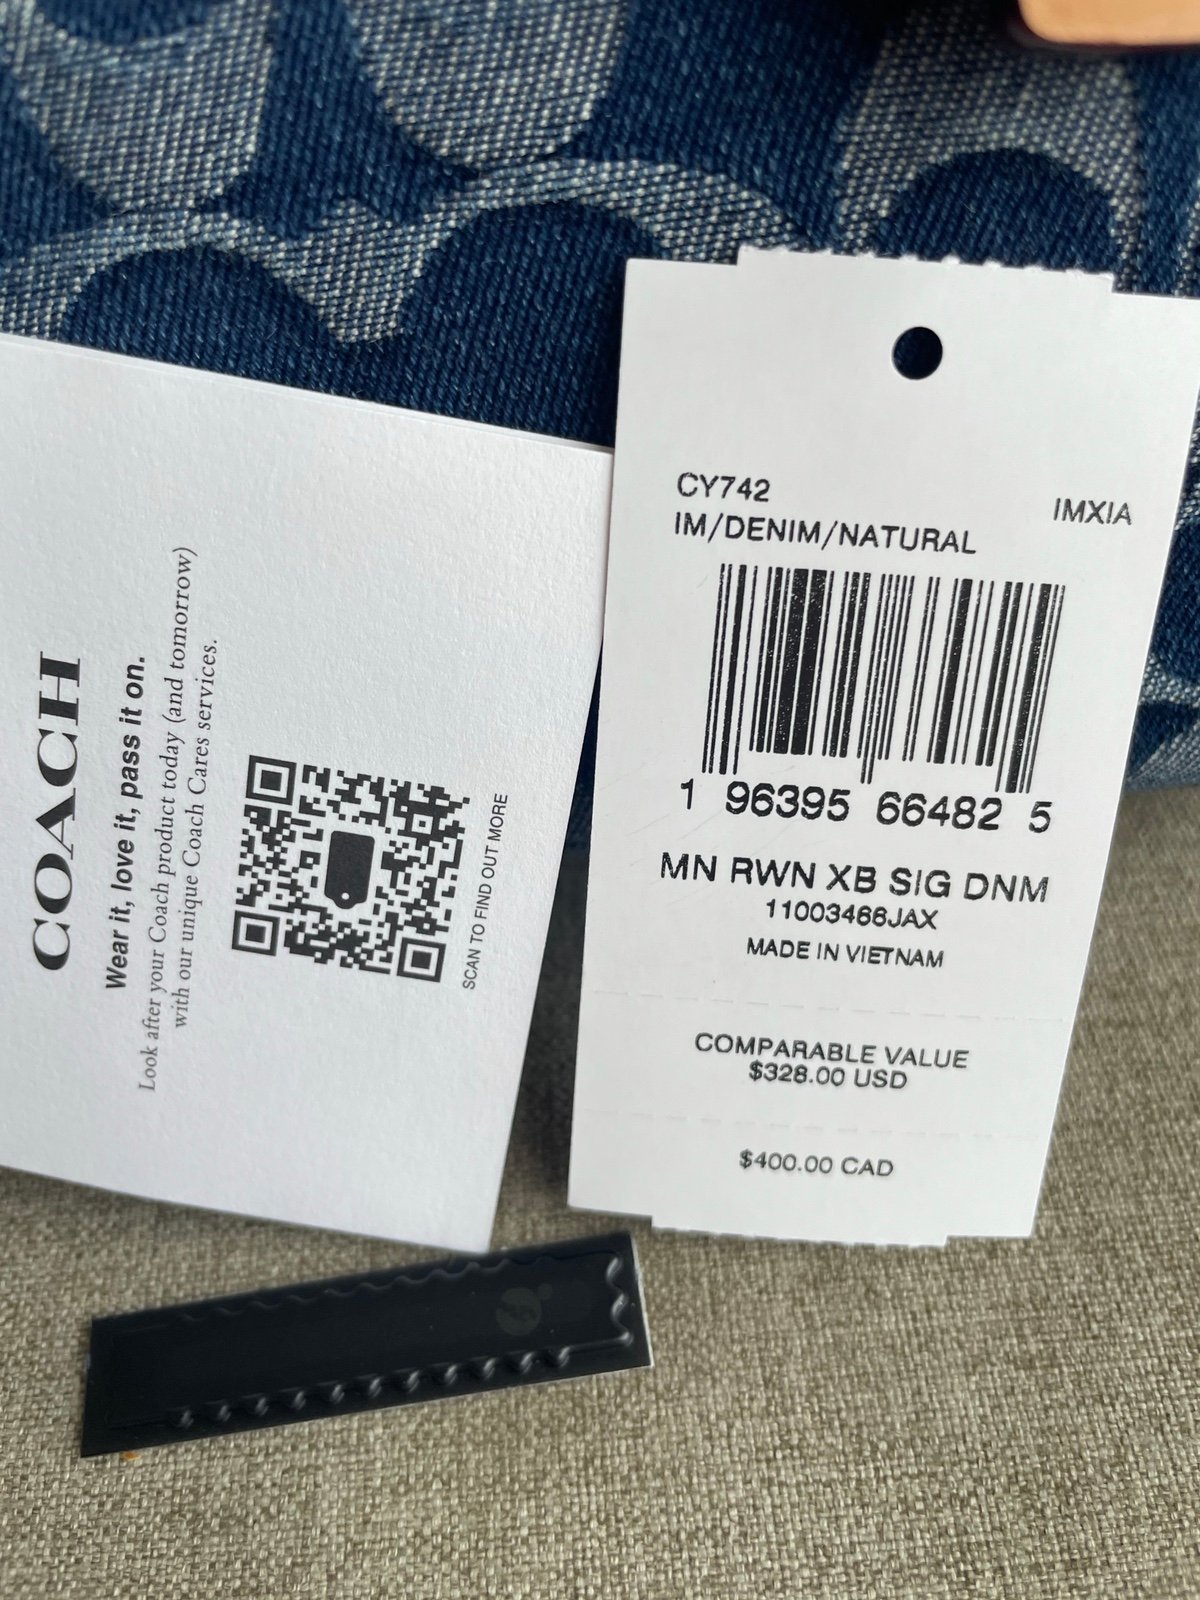 COACH
Wear it, love it, pass it on.
Look after your Coach product today (and tomorrow)
with our unique Coach Cares services.
SCAN TO FIND OUT MORE
CY742
IMXIA
IM/DENIM/NATURAL
1 96395 66482 5
MN RWN XB SIG DNM
11003466JAX
MADE IN VIETNAM
COMPARABLE VALUE
$328.00 USD
$400.00 CAD